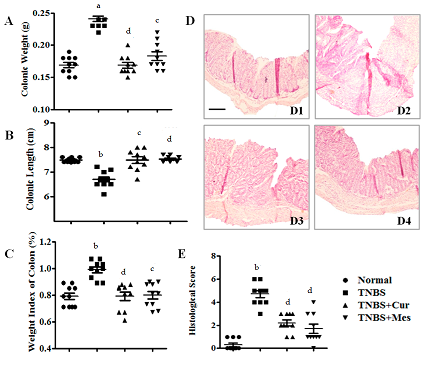 A
Colonic Weight (g)
0.25
0.20
0.15
0.10
a
d
c
B
Colonic Length (cm)
9
8
7
6
b
c
d
C
Weight Index of Colon (%)
1.2
1.0
0.8
0.6
0.4
b
d
c
D
D1
D2
D3
D4
E
Histological Score
8
6
4
2
0
b
d
d
Normal
TNBS
TNBS+Cur
TNBS+Mes